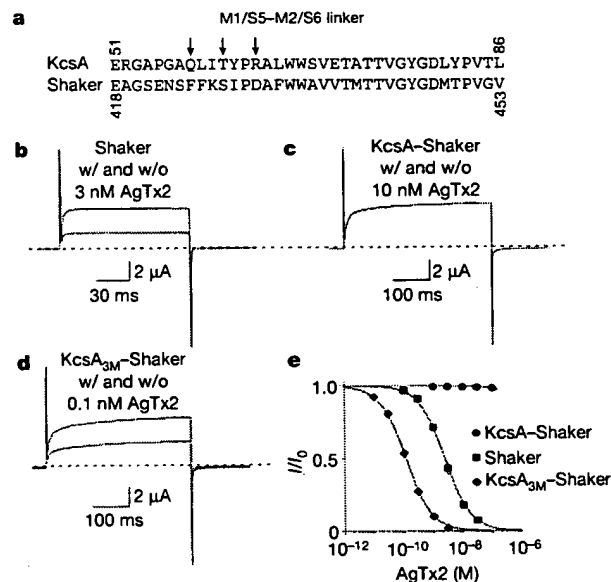 a
M1/S5–M2/S6 linker
51 86
KcsA ERGAPGAQLITYPRALWWSVETATTVGYGDLYPVTL
Shaker EAGSENSFFKSIPDAFWWAVVTMTTVGYGDMTPVGV
418 453
b
Shaker
w/ and w/o
3 nM AgTx2
2 μA
30 ms
c
KcsA–Shaker
w/ and w/o
10 nM AgTx2
2 μA
100 ms
d
KcsA3M–Shaker
w/ and w/o
0.1 nM AgTx2
2 μA
100 ms
e
1.0
0.5
0
I/I0
10−12 10−10 10−8 10−6
AgTx2 (M)
KcsA–Shaker
Shaker
KcsA3M–Shaker